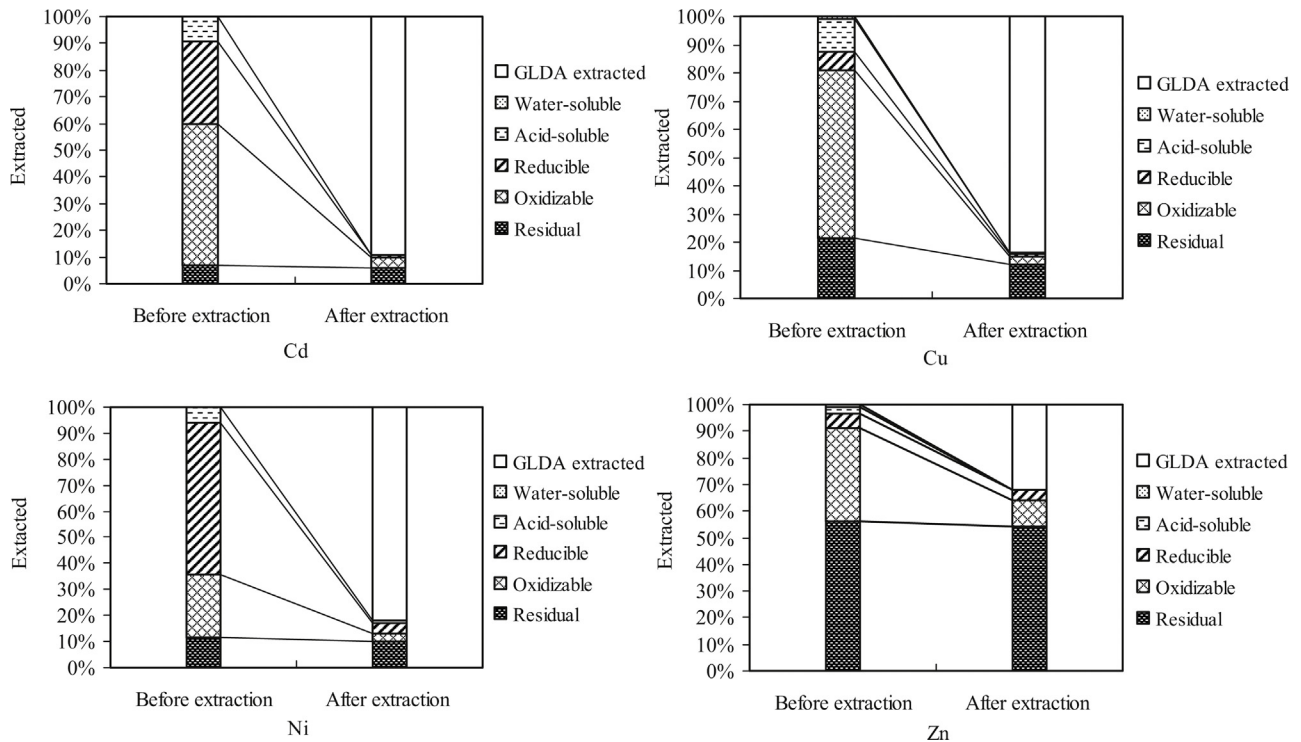 Extracted
100%
90%
80%
70%
60%
50%
40%
30%
20%
10%
0%
Before extraction
After extraction
Cd
GLDA extracted
Water-soluble
Acid-soluble
Reducible
Oxidizable
Residual
Extracted
100%
90%
80%
70%
60%
50%
40%
30%
20%
10%
0%
Before extraction
After extraction
Cu
GLDA extracted
Water-soluble
Acid-soluble
Reducible
Oxidizable
Residual
Extacted
100%
90%
80%
70%
60%
50%
40%
30%
20%
10%
0%
Before extraction
After extraction
Ni
GLDA extracted
Water-soluble
Acid-soluble
Reducible
Oxidizable
Residual
Extracted
100%
90%
80%
70%
60%
50%
40%
30%
20%
10%
0%
Before extraction
After extraction
Zn
GLDA extracted
Water-soluble
Acid-soluble
Reducible
Oxidizable
Residual